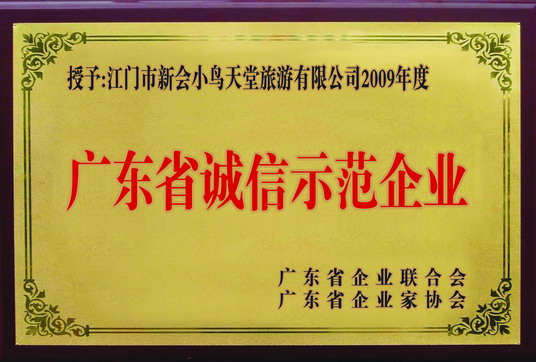 授予:江门市新会小鸟天堂旅游有限公司2009年度
广东省诚信示范企业
广东省企业联合会
广东省企业家协会